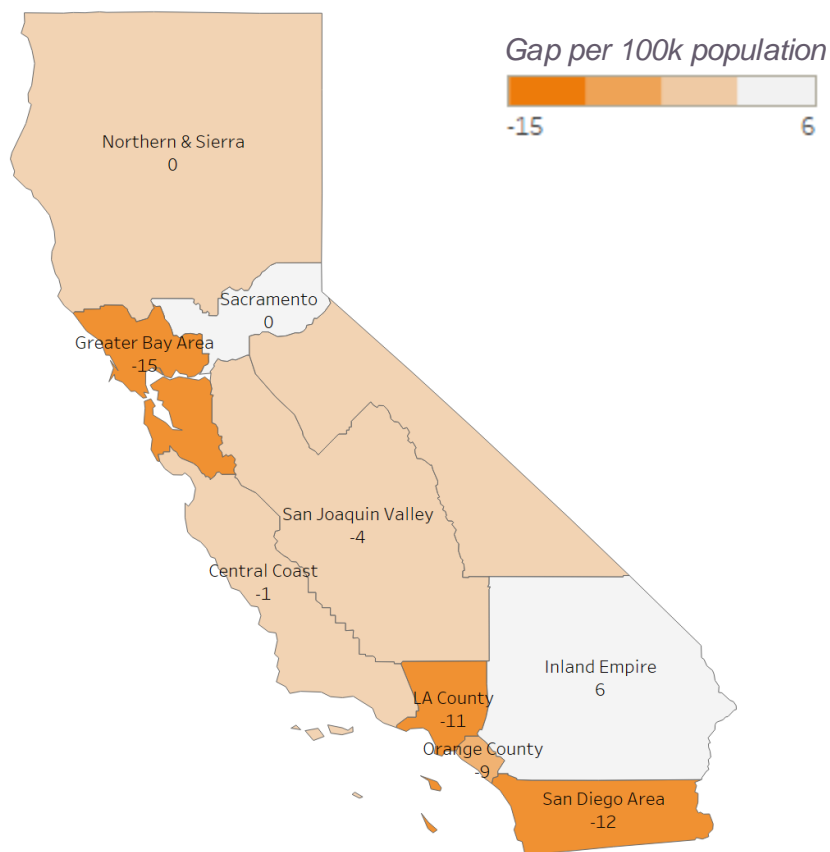 Gap per 100k population
-15 6
Northern & Sierra
0
Sacramento
0
Greater Bay Area
-15
San Joaquin Valley
-4
Central Coast
-1
Inland Empire
6
LA County
-11
Orange County
-9
San Diego Area
-12